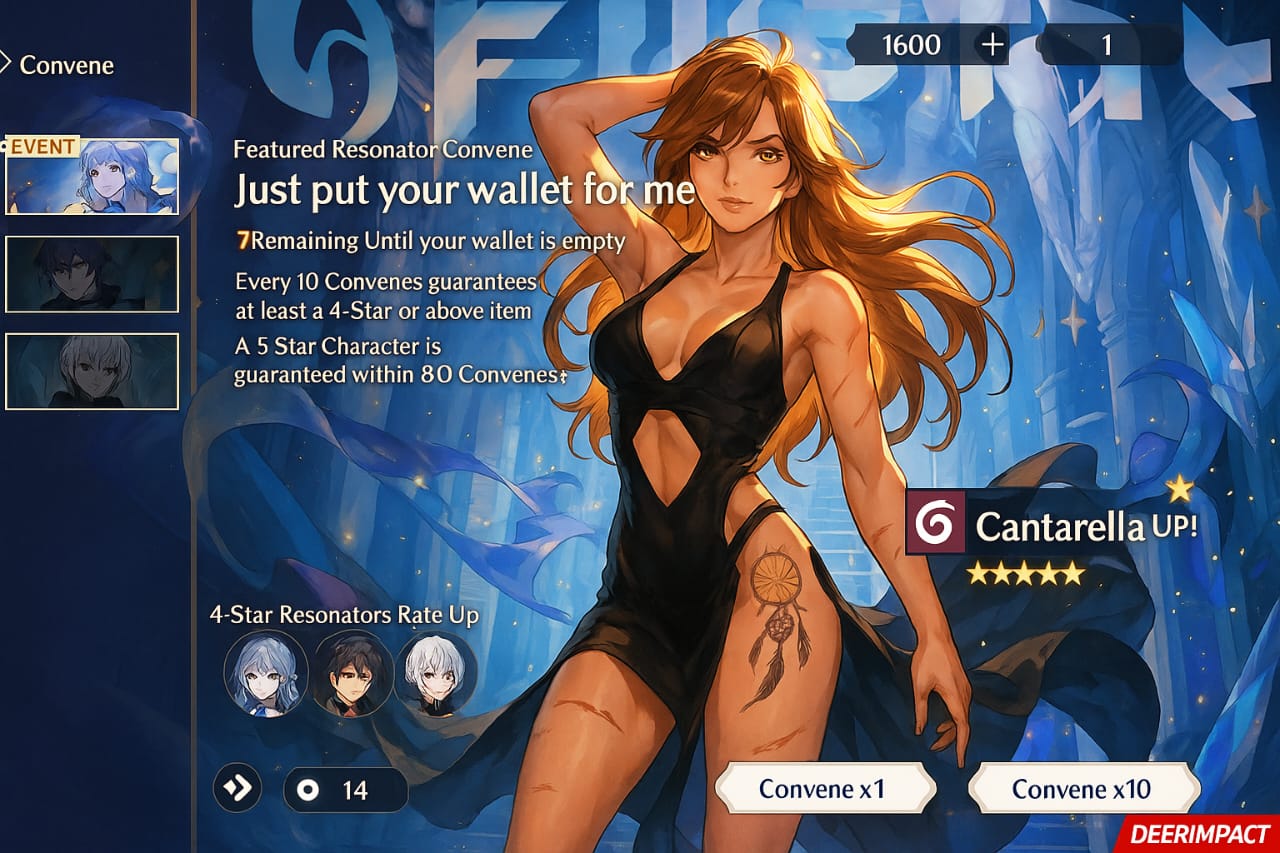 1600 +
1
Convene
EVENT
Featured Resonator Convene
Just put your wallet for me
7Remaining Until your wallet is empty
Every 10 Convenes guarantees
at least a 4-Star or above item
A 5 Star Character is
guaranteed within 80 Convenes
Cantarella UP!
4-Star Resonators Rate Up
14
Convene x1
Convene x10
DEERIMPACT